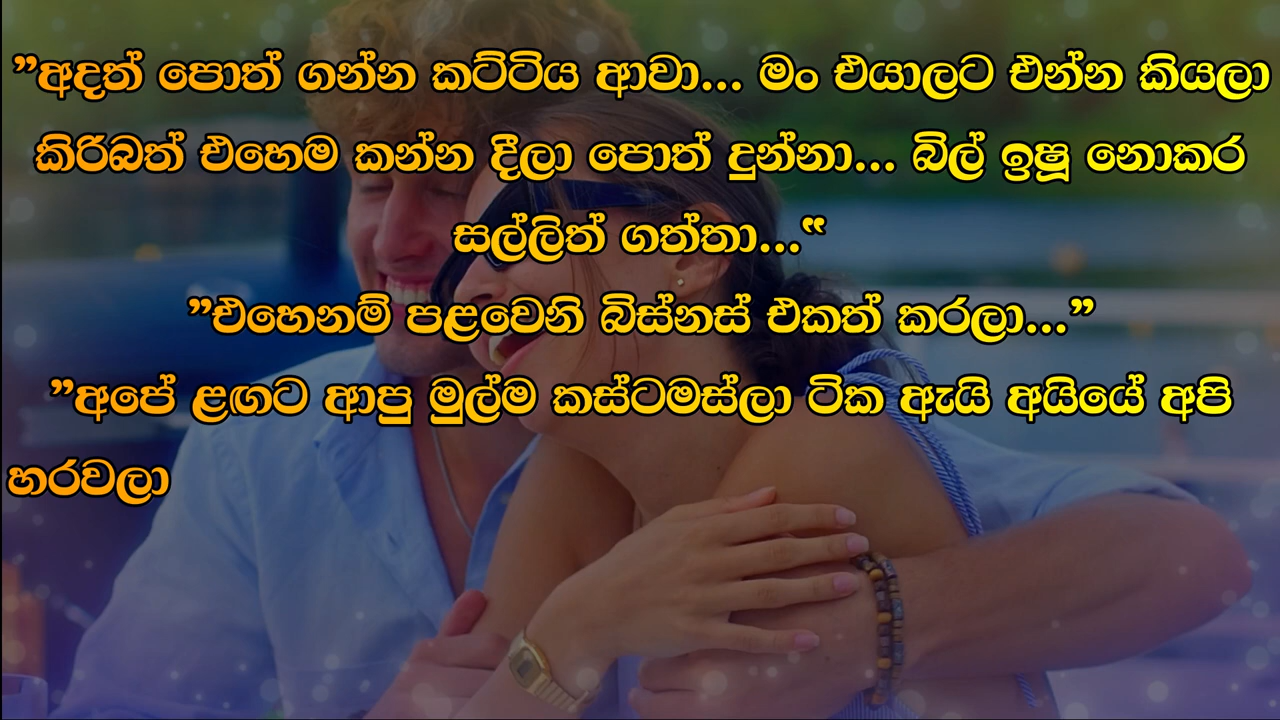 ”අදත් පොත් ගන්න කට්ටිය ආවා... මං එයාලට එන්න කියලා
කිරිබත් එහෙම කන්න දීලා පොත් දුන්නා... බිල් ඉෂූ නොකර
සල්ලිත් ගත්තා...“
”එහෙනම් පළවෙනි බිස්නස් එකත් කරලා...”
”අපේ ළඟට ආපු මුල්ම කස්ටමස්ලා ටික ඇයි අයියේ අපි
හරවලා